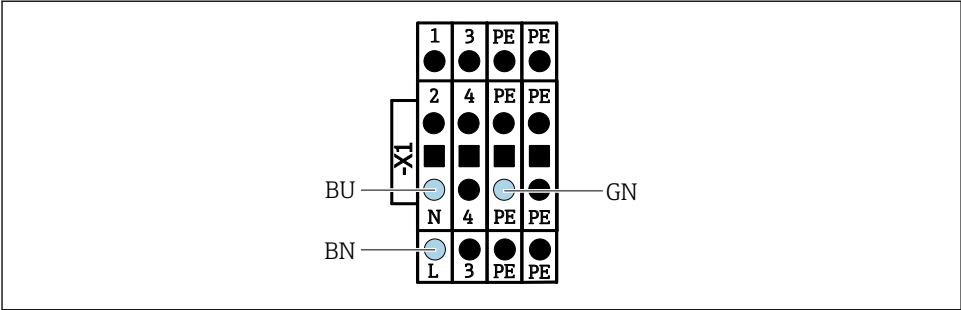 1 3 PE PE
2 4 PE PE
-X1
BU
GN
N 4 PE PE
BN
L 3 PE PE